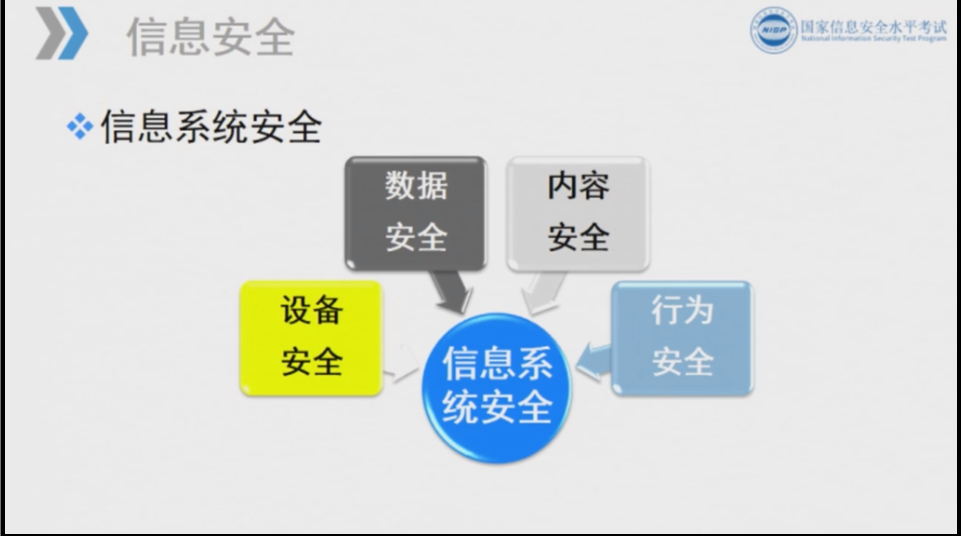 信息安全
NISP
国家信息安全水平考试
National Information Security Test Program
信息系统安全
数据
安全
内容
安全
设备
安全
行为
安全
信息系
统安全